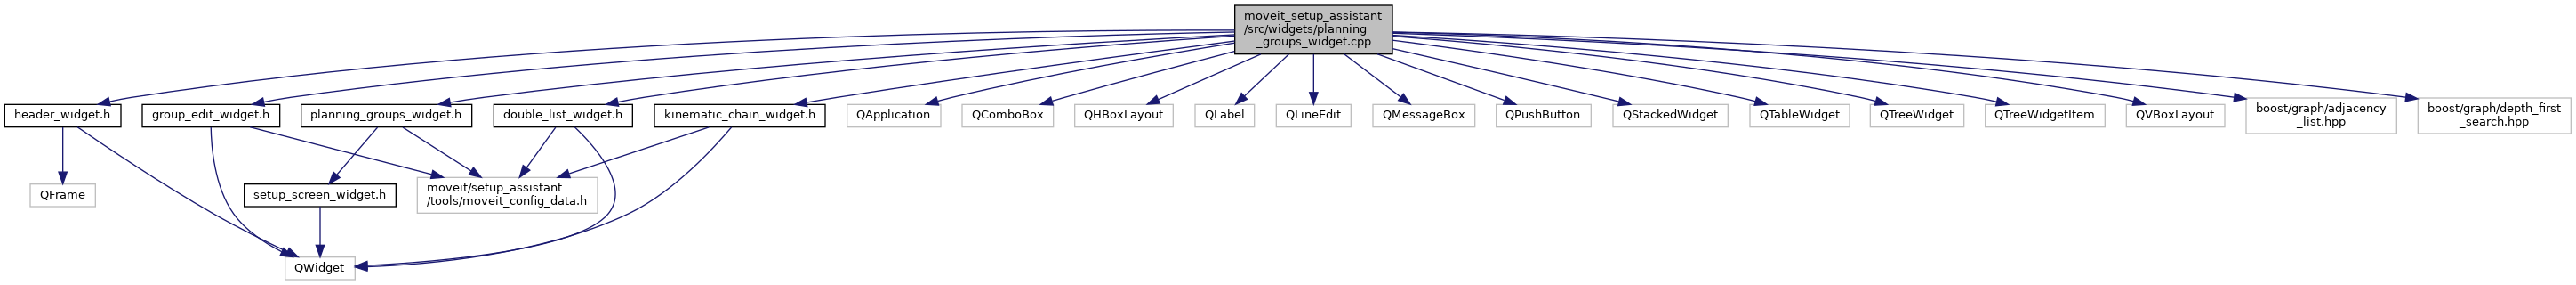 moveit_setup_assistant
/src/widgets/planning
_groups_widget.cpp
header_widget.h
group_edit_widget.h
planning_groups_widget.h
double_list_widget.h
kinematic_chain_widget.h
QApplication
QComboBox
QHBoxLayout
QLabel
QLineEdit
QMessageBox
QPushButton
QStackedWidget
QTableWidget
QTreeWidget
QTreeWidgetItem
QVBoxLayout
boost/graph/adjacency
_list.hpp
boost/graph/depth_first
_search.hpp
QFrame
setup_screen_widget.h
moveit/setup_assistant
/tools/moveit_config_data.h
QWidget